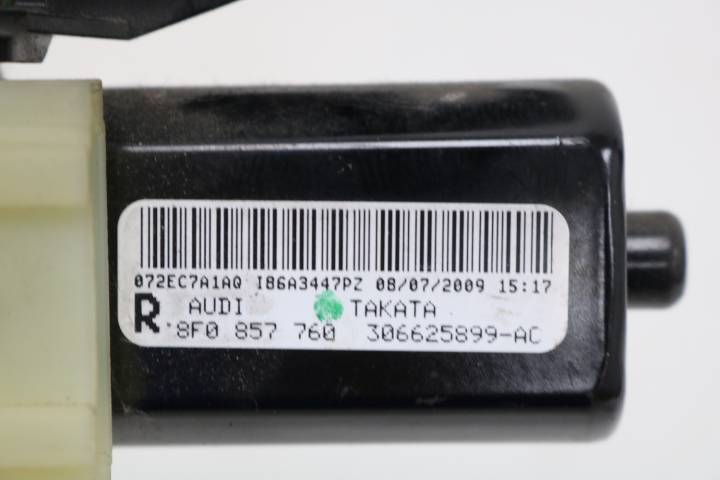 072EC7A1AQ I86A3447PZ 08/07/2009 15:17
R AUDI TAKATA
8F0 857 760 306625899-AC